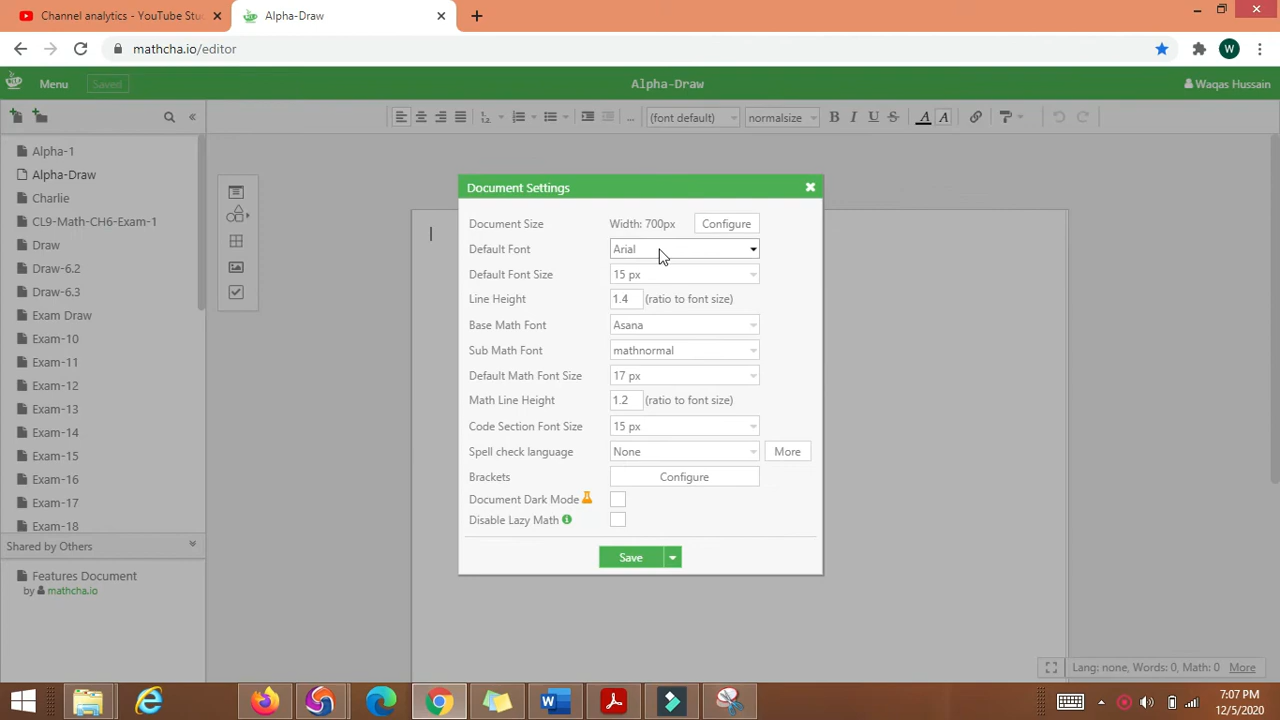 Channel analytics - YouTube Stu
Alpha-Draw
mathcha.io/editor
W
Menu
Saved
Alpha-Draw
Waqas Hussain
(font default)
normalsize
B I U S A A
Alpha-1
Alpha-Draw
Charlie
CL9-Math-CH6-Exam-1
Draw
Draw-6.2
Draw-6.3
Exam Draw
Exam-10
Exam-11
Exam-12
Exam-13
Exam-14
Exam-15
Exam-16
Exam-17
Exam-18
Shared by Others
Features Document
by mathcha.io
Document Settings
Document Size Width: 700px Configure
Default Font Arial
Default Font Size 15 px
Line Height 1.4 (ratio to font size)
Base Math Font Asana
Sub Math Font mathnormal
Default Math Font Size 17 px
Math Line Height 1.2 (ratio to font size)
Code Section Font Size 15 px
Spell check language None More
Brackets Configure
Document Dark Mode
Disable Lazy Math
Save
Lang: none, Words: 0, Math: 0 More
7:07 PM
12/5/2020